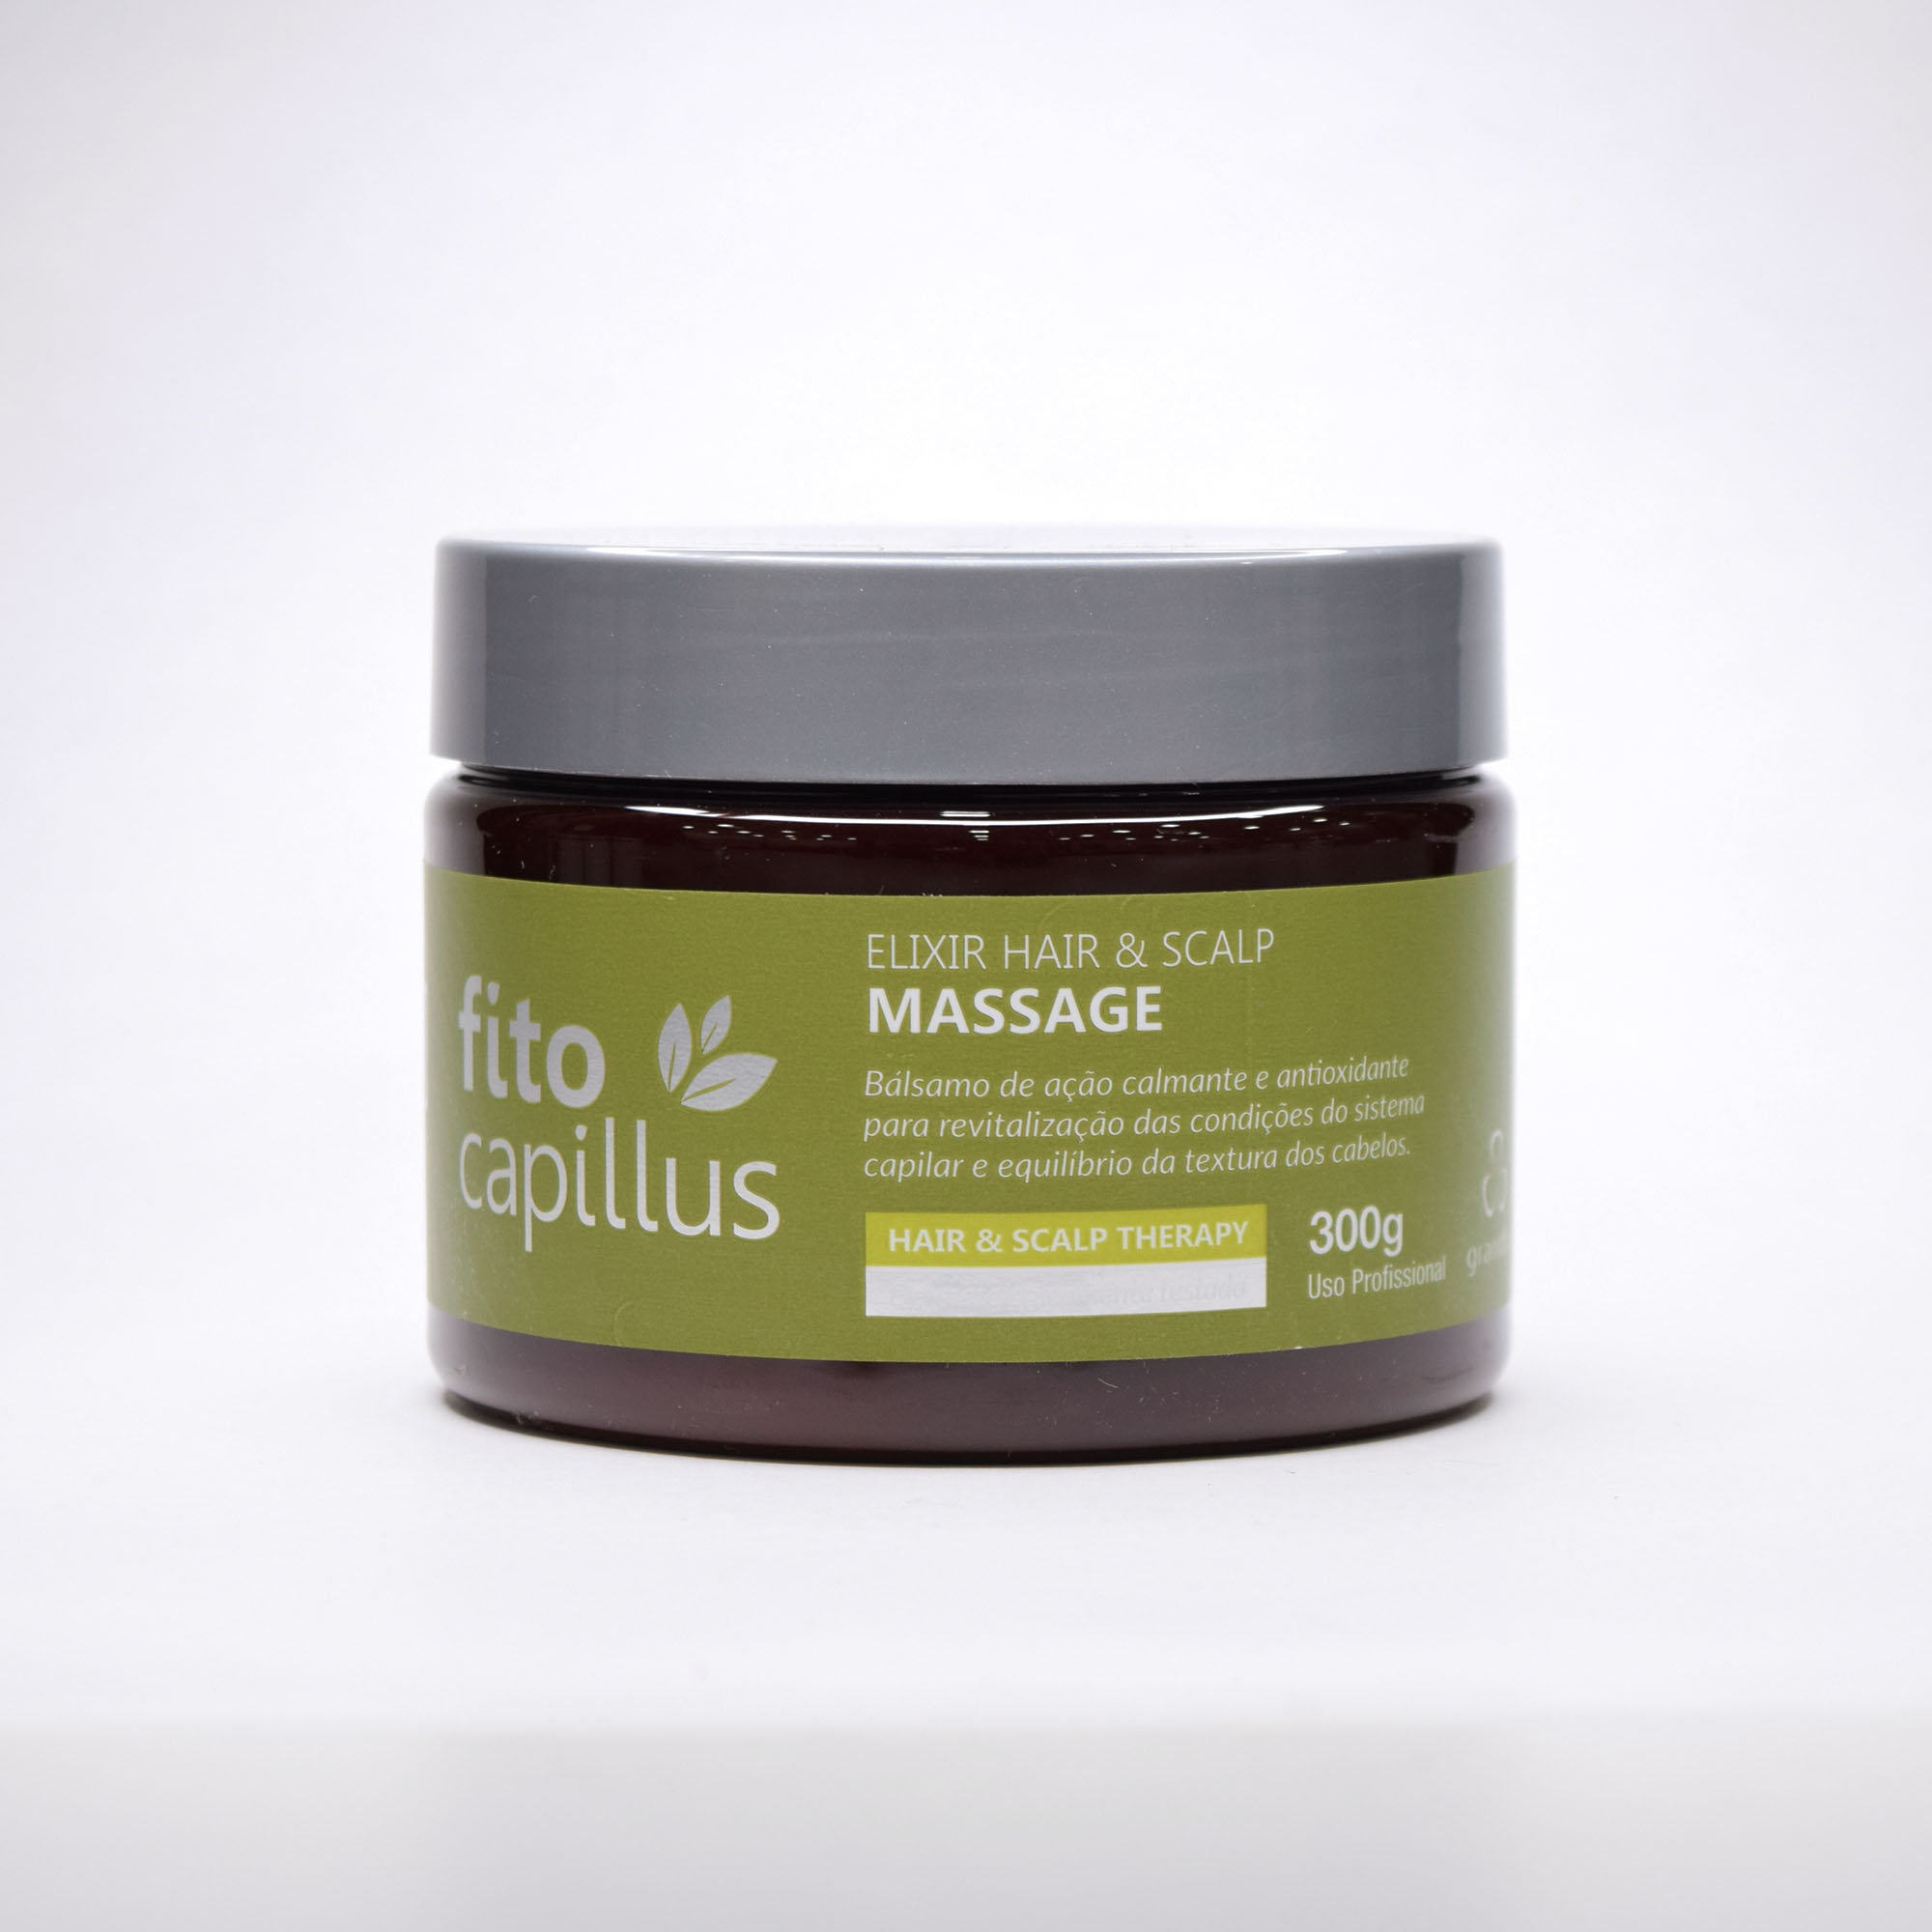 fito
capillus
ELIXIR HAIR & SCALP
MASSAGE
Bálsamo de ação calmante e antioxidante
para revitalização das condições do sistema
capilar e equilíbrio da textura dos cabelos.
HAIR & SCALP THERAPY
300g
Uso Profissional